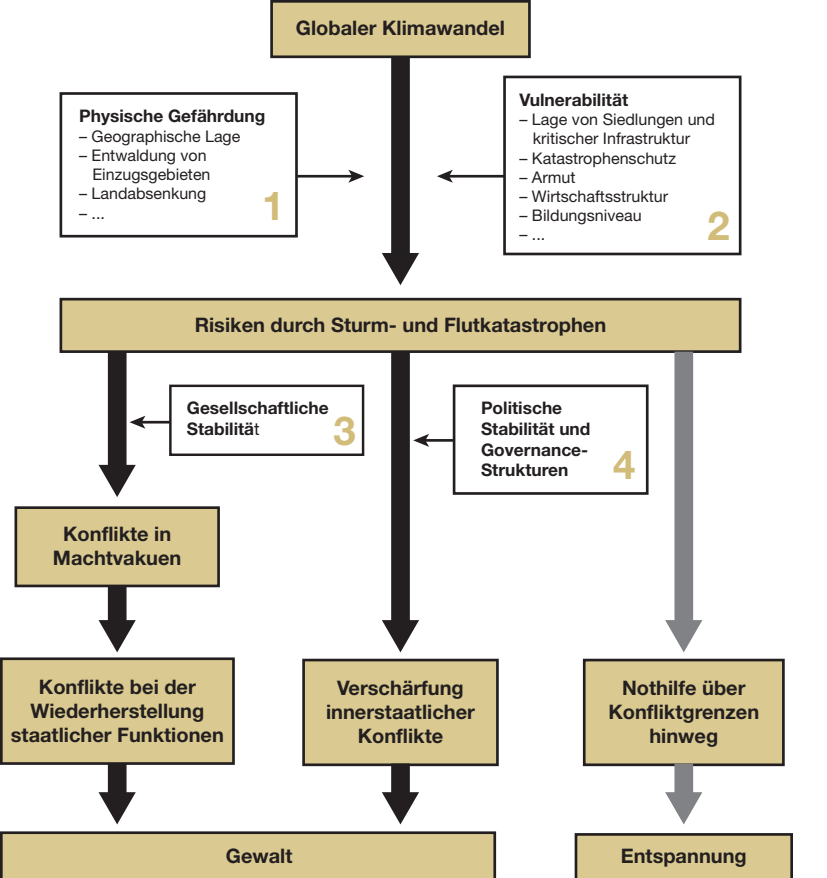 Globaler Klimawandel
Physische Gefährdung
– Geographische Lage
– Entwaldung von
Einzugsgebieten
– Landabsenkung
– ...
1
Vulnerabilität
– Lage von Siedlungen und
kritischer Infrastruktur
– Katastrophenschutz
– Armut
– Wirtschaftsstruktur
– Bildungsniveau
– ...
2
Risiken durch Sturm- und Flutkatastrophen
Gesellschaftliche
Stabilität
3
Politische
Stabilität und
Governance-
Strukturen
4
Konflikte in
Machtvakuen
Konflikte bei der
Wiederherstellung
staatlicher Funktionen
Verschärfung
innerstaatlicher
Konflikte
Nothilfe über
Konfliktgrenzen
hinweg
Gewalt
Entspannung